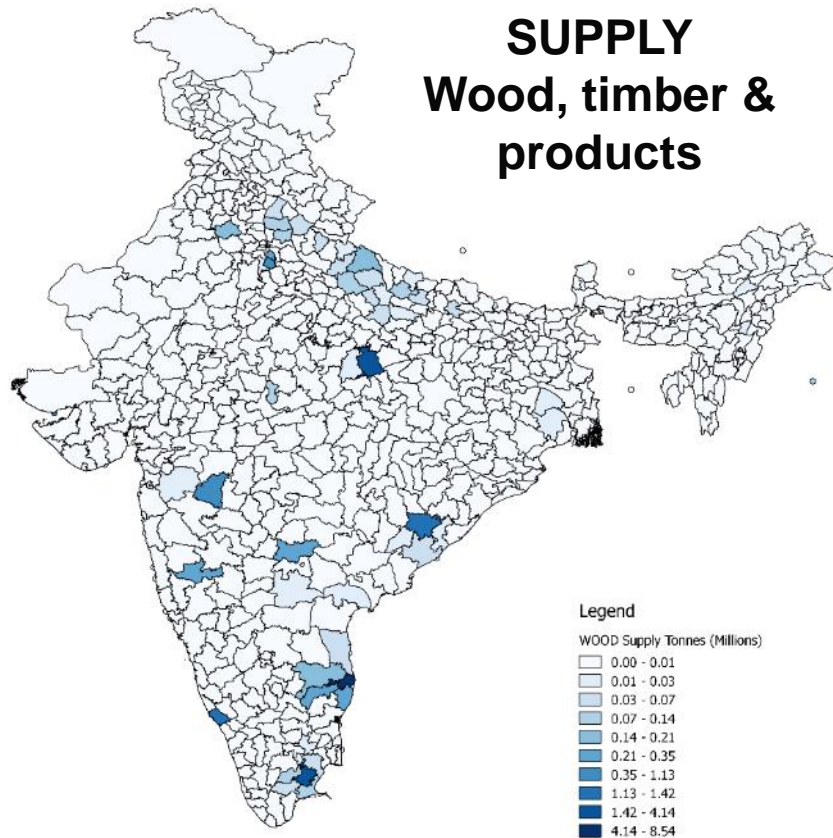 SUPPLY
Wood, timber &
products
Legend
WOOD Supply Tonnes (Millions)
0.00 - 0.01
0.01 - 0.03
0.03 - 0.07
0.07 - 0.14
0.14 - 0.21
0.21 - 0.35
0.35 - 1.13
1.13 - 1.42
1.42 - 4.14
4.14 - 8.54